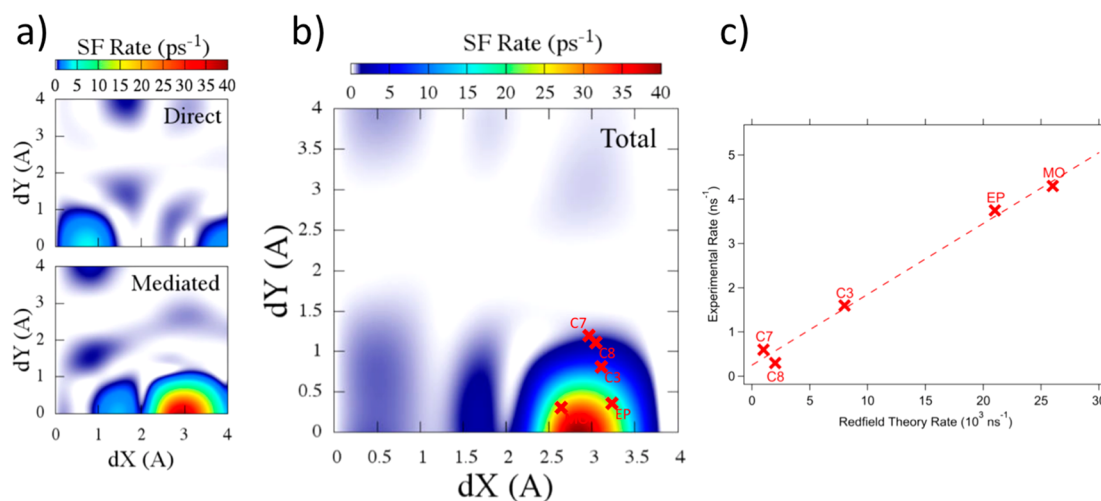 a)
SF Rate (ps⁻¹)
0 5 10 15 20 25 30 35 40
Direct
4
3
2
1
0
dY (A)
Mediated
4
3
2
1
0
dY (A)
0 1 2 3 4
dX (A)
b)
SF Rate (ps⁻¹)
0 5 10 15 20 25 30 35 40
Total
4
3.5
3
2.5
2
1.5
1
0.5
0
dY (A)
C7
C8
C3
EP
0 0.5 1 1.5 2 2.5 3 3.5 4
dX (A)
c)
5
4
3
2
1
0
Experimental Rate (ns⁻¹)
MO
EP
C3
C7
C8
0 5 10 15 20 25 30
Redfield Theory Rate (10³ ns⁻¹)